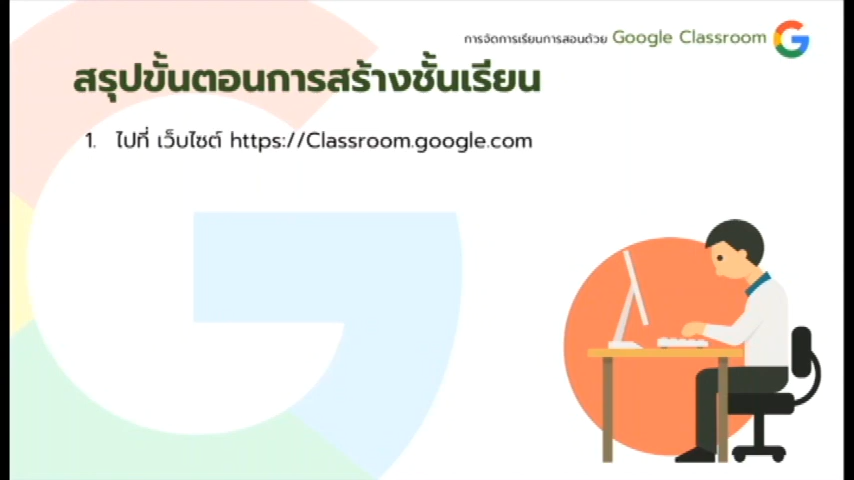 การจัดการเรียนการสอนด้วย Google Classroom
สรุปขั้นตอนการสร้างชั้นเรียน
1. ไปที่ เว็บไซต์ https://Classroom.google.com